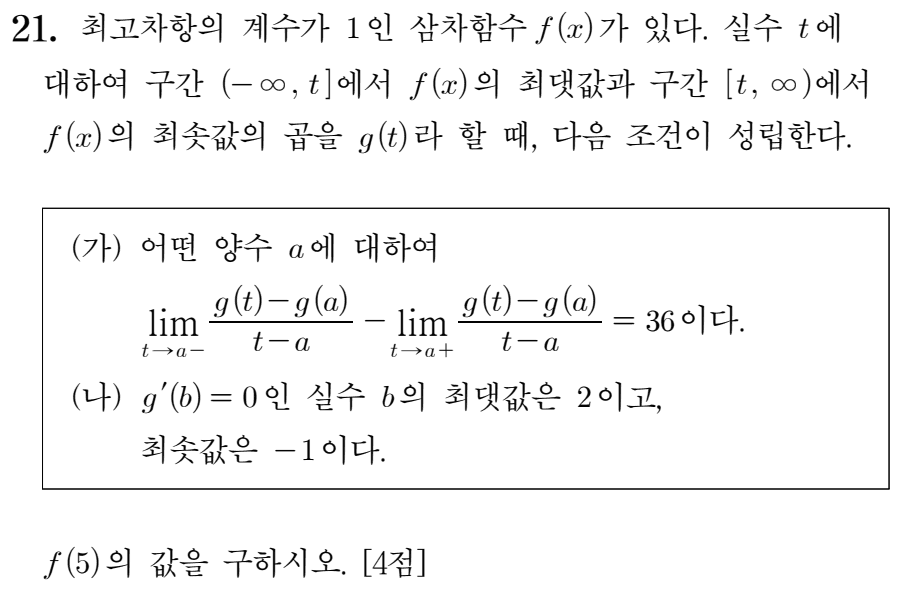 21. 최고차항의 계수가 1인 삼차함수 f(x)가 있다. 실수 t에
대하여 구간 (−∞, t]에서 f(x)의 최댓값과 구간 [t, ∞)에서
f(x)의 최솟값의 곱을 g(t)라 할 때, 다음 조건이 성립한다.
(가) 어떤 양수 a에 대하여
lim_{t→a−} (g(t)−g(a))/(t−a) − lim_{t→a+} (g(t)−g(a))/(t−a) = 36이다.
(나) g′(b)=0인 실수 b의 최댓값은 2이고,
최솟값은 −1이다.
f(5)의 값을 구하시오. [4점]